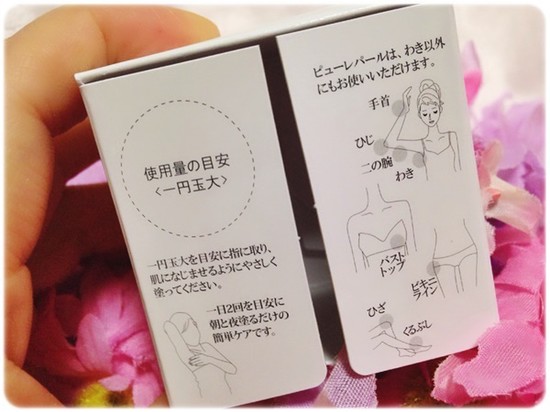 使用量の目安
〈一円玉大〉
一円玉大を目安に指に取り、
肌になじませるようにやさしく
塗ってください。
一日2回を目安に
朝と夜塗るだけの
簡単ケアです。
ピューレパールは、わき以外
にもお使いいただけます。
手首
ひじ
二の腕
わき
バスト
トップ
ビキニ
ライン
ひざ
くるぶし